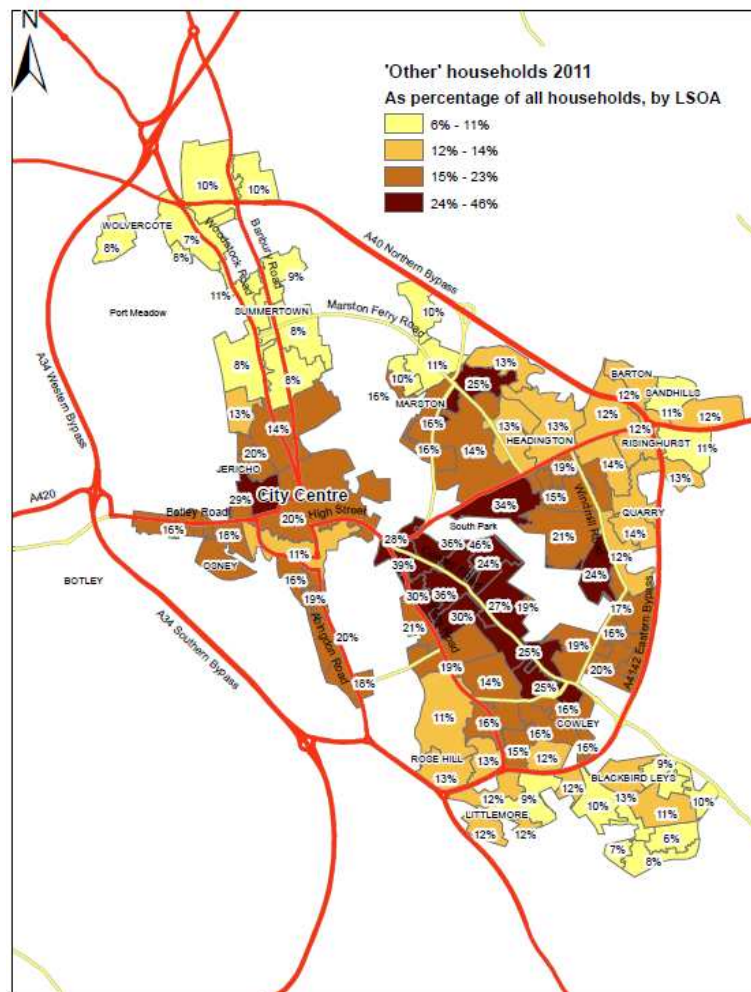 N
'Other' households 2011
As percentage of all households, by LSOA
6% - 11%
12% - 14%
15% - 23%
24% - 46%
10%
10%
WOLVERCOTE
8%
7%
6%
Woodstock Road
Banbury Road
A40 Northern Bypass
9%
11%
Port Meadow
SUMMERTOWN
Marston Ferry Road
10%
8%
A34 Western Bypass
8%
8%
11%
10%
13%
25%
16%
MARSTON
BARTON
12%
SANDHILLS
11%
12%
13%
16%
13%
13%
12%
HEADINGTON
12%
RISINGHURST
14%
20%
16%
14%
19%
14%
11%
13%
JERICHO
29%
City Centre
15%
34%
Windmill
A420
Botley Road
High Street
20%
16%
18%
South Park
21%
QUARRY
14%
28%
36%
46%
11%
OSNEY
39%
24%
12%
BOTLEY
16%
24%
19%
30%
36%
27%
19%
17%
Abingdon Road
20%
21%
30%
16%
A4142 Eastern Bypass
A34 Southern Bypass
19%
25%
19%
20%
18%
14%
25%
16%
11%
16%
16%
COWLEY
ROSE HILL
13%
15%
12%
16%
13%
9%
BLACKBIRD LEYS
12%
9%
12%
10%
13%
10%
LITTLEMORE
11%
12%
12%
6%
7%
8%